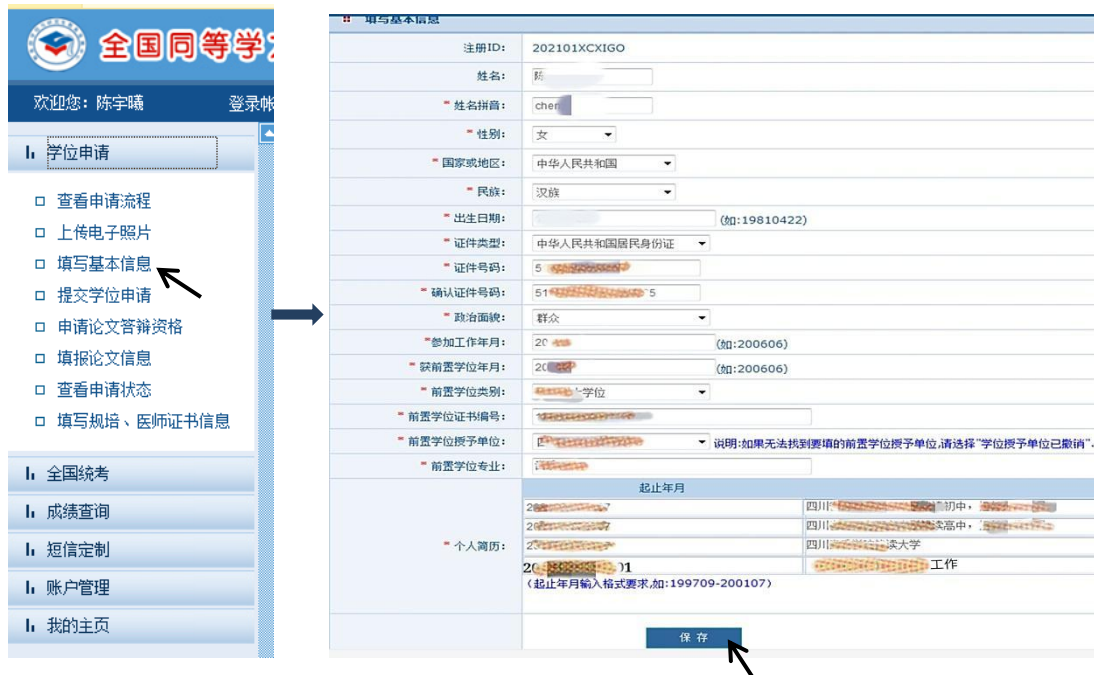 全国同等学
欢迎您：陈宇曦 登录帐
学位申请
查看申请流程
上传电子照片
填写基本信息
提交学位申请
申请论文答辩资格
填报论文信息
查看申请状态
填写规培、医师证书信息
全国统考
成绩查询
短信定制
账户管理
我的主页
填写基本信息
注册ID： 202101XCXIGO
姓名： 陈
* 姓名拼音： chen
* 性别： 女
* 国家或地区： 中华人民共和国
* 民族： 汉族
* 出生日期： (如:19810422)
* 证件类型： 中华人民共和国居民身份证
* 证件号码： 5
* 确认证件号码： 51 5
* 政治面貌： 群众
*参加工作年月： 20 (如:200606)
* 获前置学位年月： 20 (如:200606)
* 前置学位类别： 学位
* 前置学位证书编号：
* 前置学位授予单位： 说明:如果无法找到要填的前置学位授予单位,请选择"学位授予单位已撤销".
* 前置学位专业：
起止年月
* 个人简历：
2 7 四川 初中，
2 7 四川 读高中，
2 四川 读大学
20 01 工作
(起止年月输入格式要求,如:199709-200107)
保 存